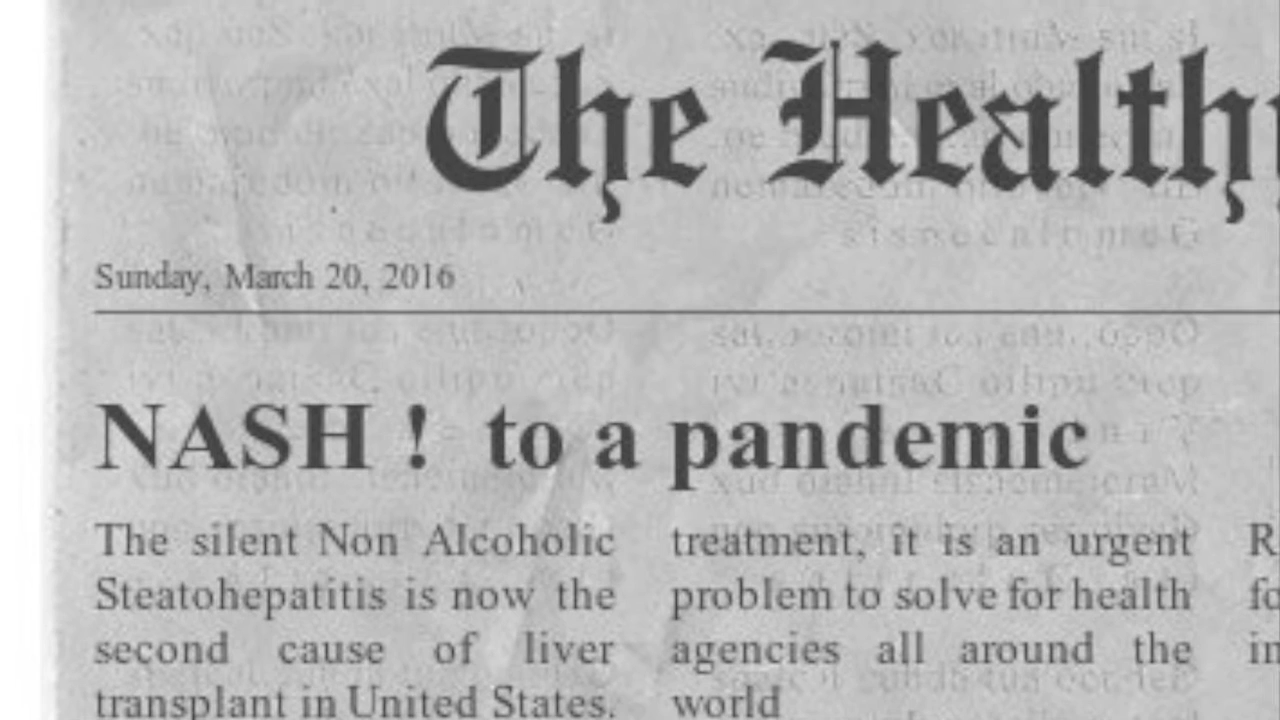 The Healthy
Sunday, March 20, 2016
NASH ! to a pandemic
The silent Non Alcoholic
Steatohepatitis is now the
second cause of liver
transplant in United States.
treatment, it is an urgent
problem to solve for health
agencies all around the
world